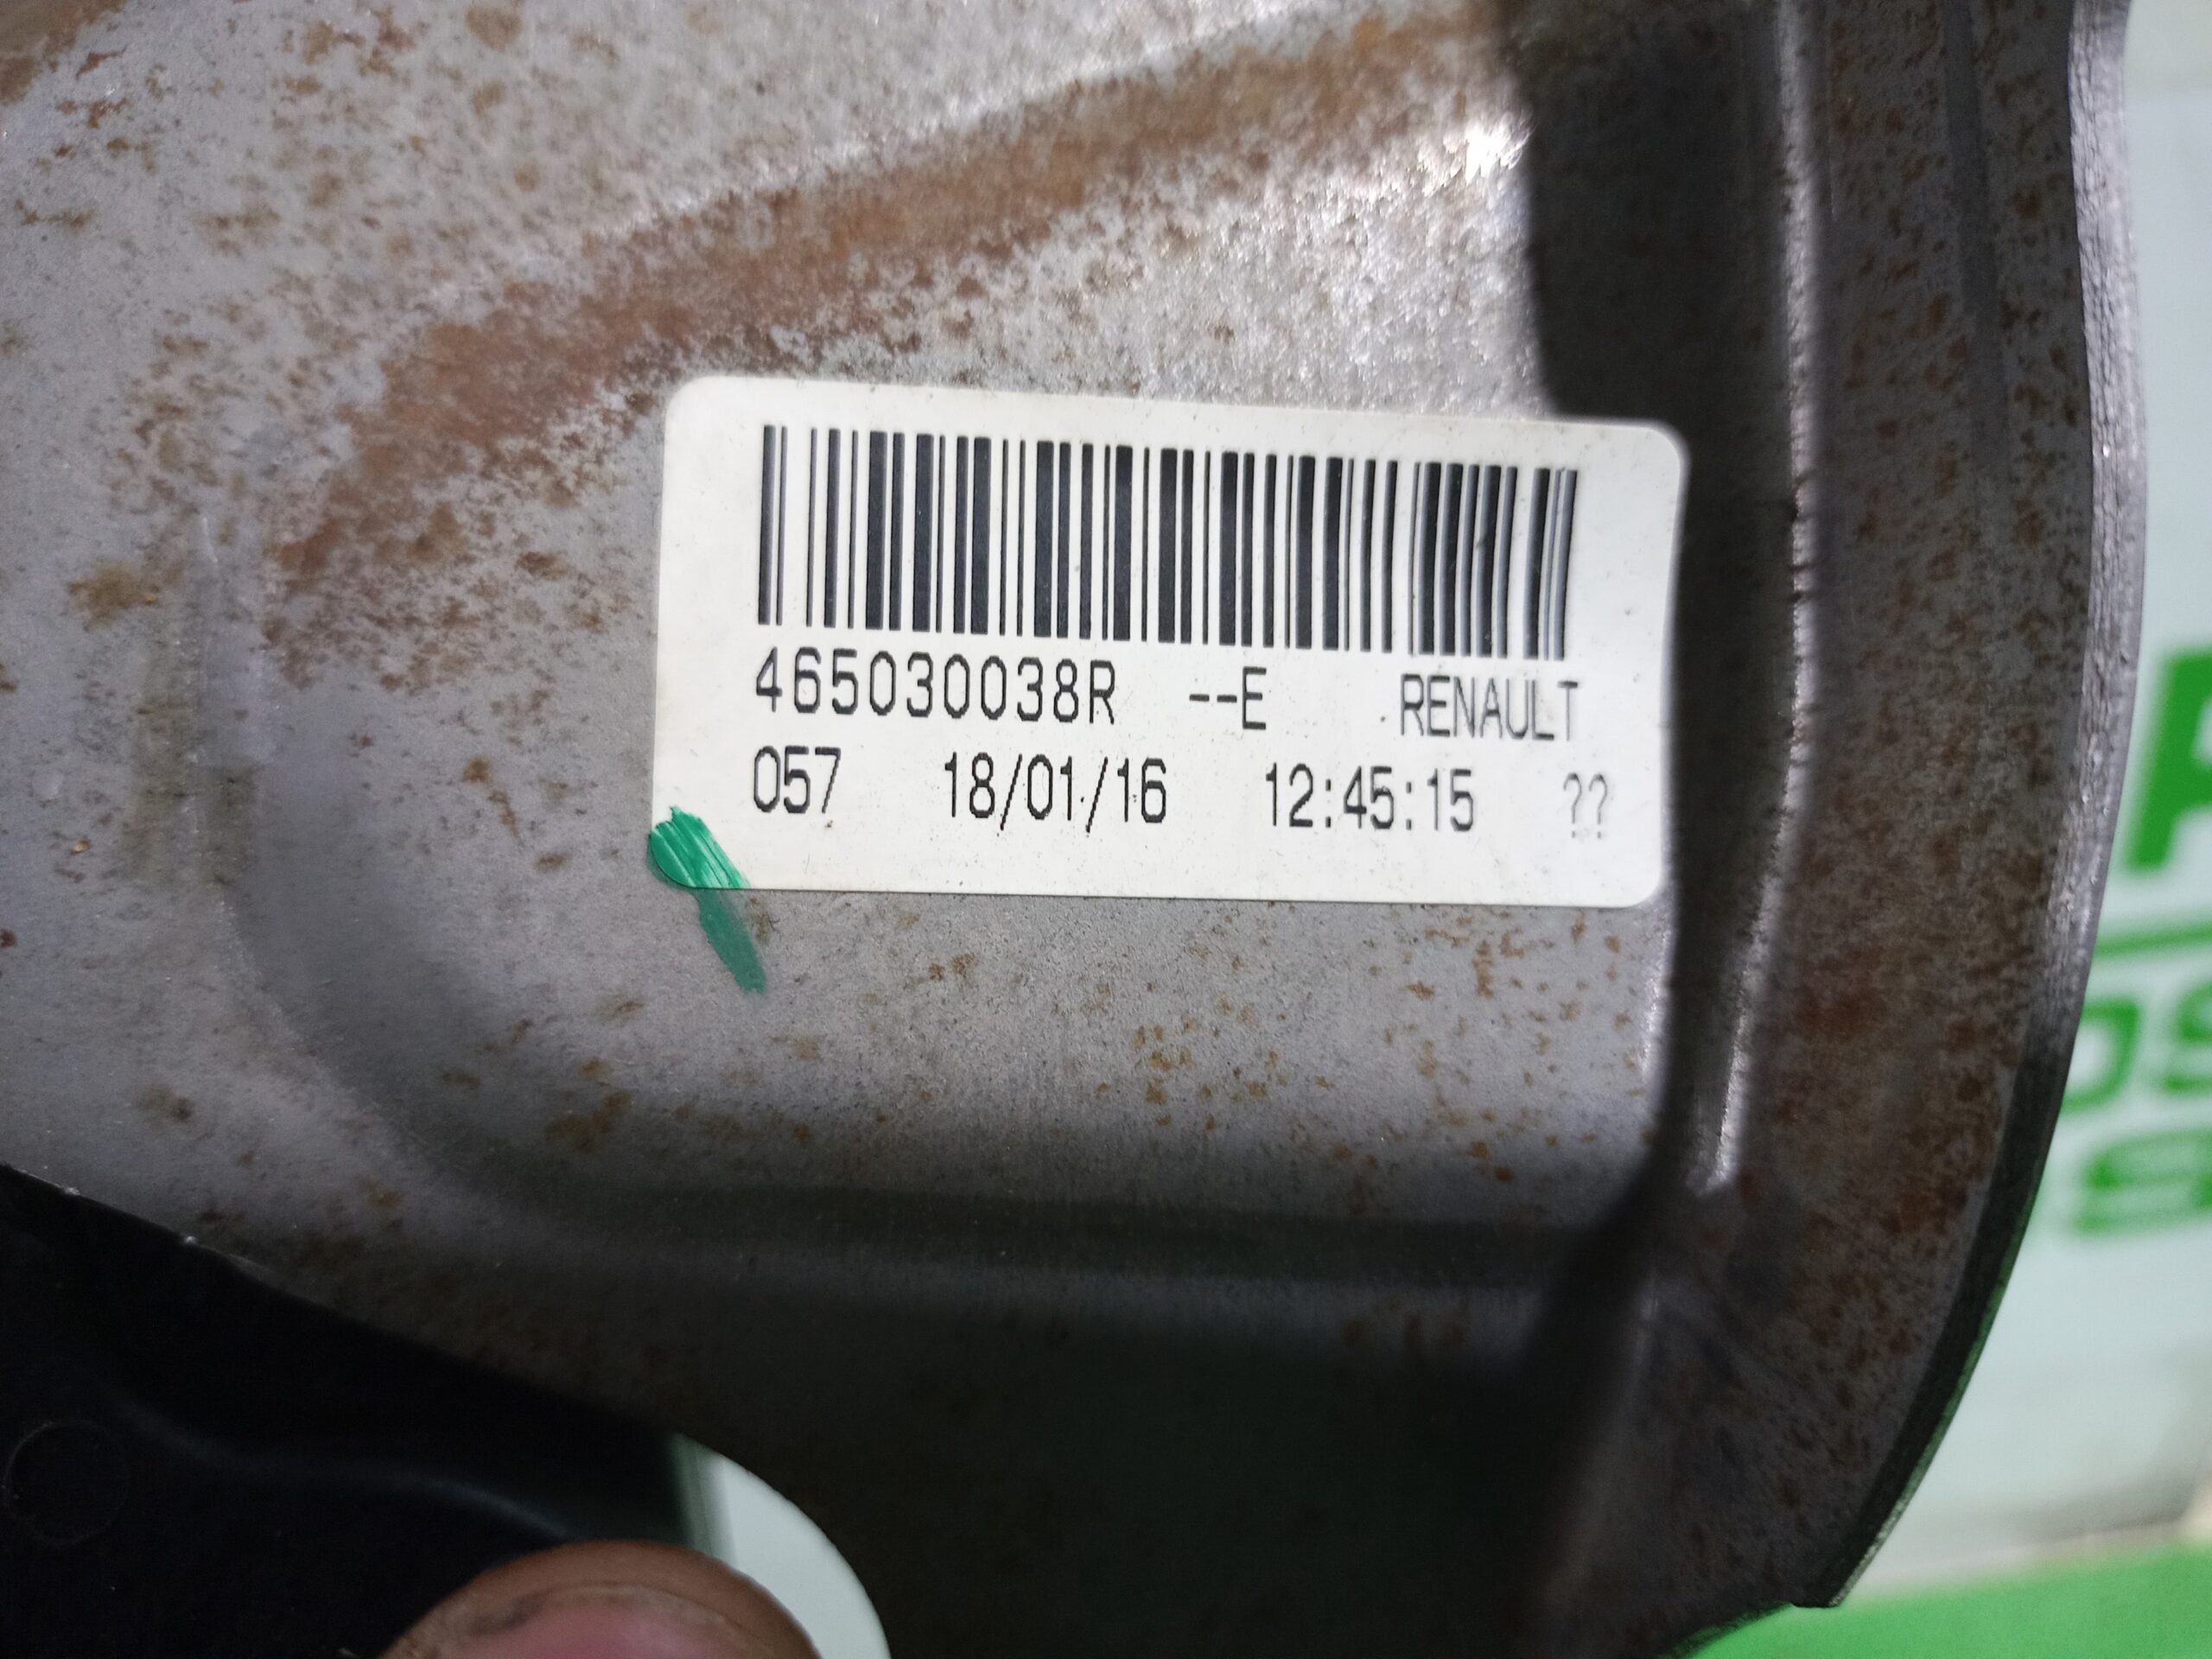 465030038R --E RENAULT
057 18/01/16 12:45:15 ??